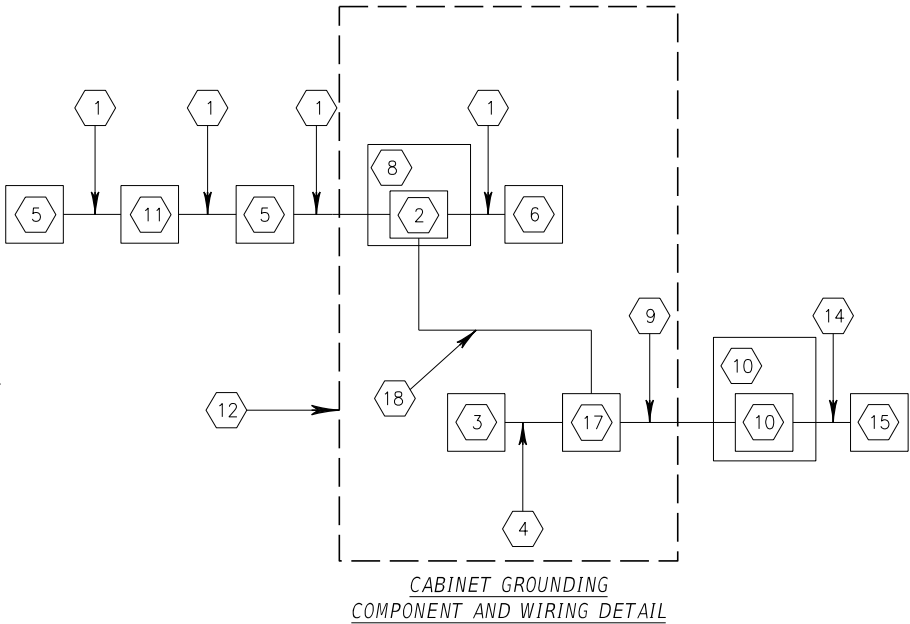 1 1 1 1
8
5 11 5 2 6
9 14
10
18
12
3 17 10 15
4
CABINET GROUNDING
COMPONENT AND WIRING DETAIL